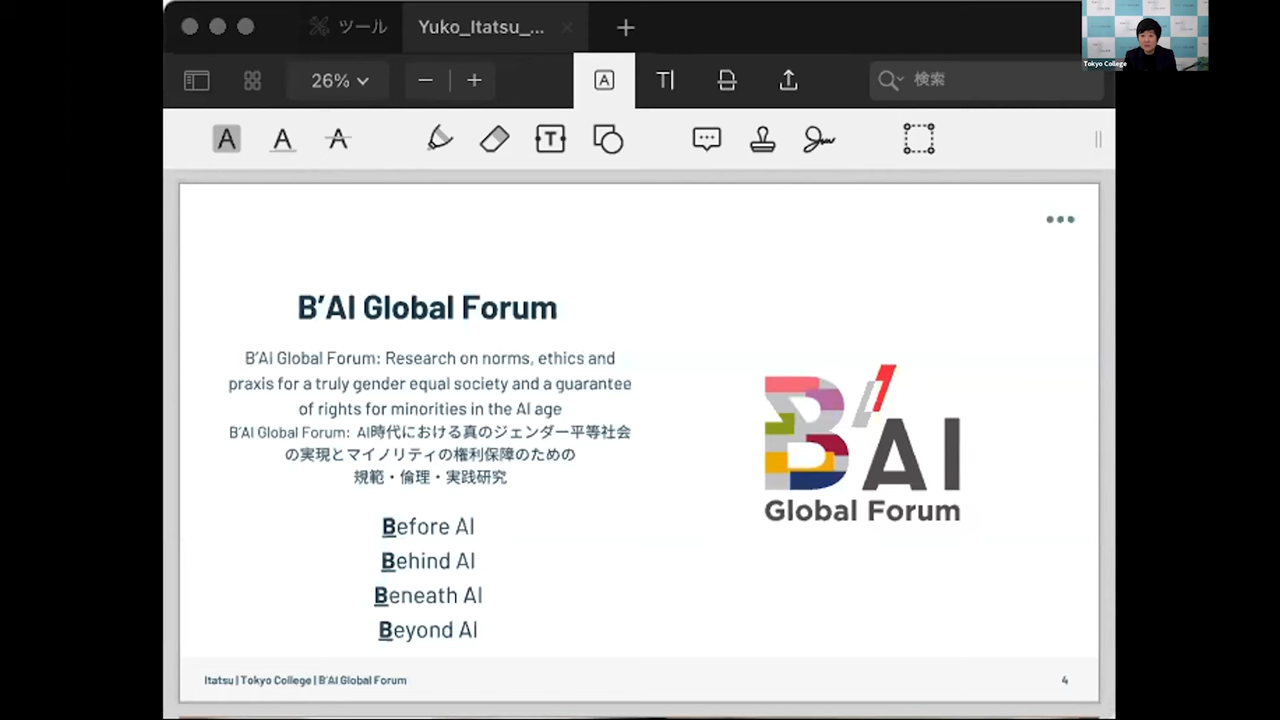 ツール
Yuko_Itatsu_...
26%
検索
Tokyo College
B'AI Global Forum
B'AI Global Forum: Research on norms, ethics and
praxis for a truly gender equal society and a guarantee
of rights for minorities in the AI age
B'AI Global Forum: AI時代における真のジェンダー平等社会
の実現とマイノリティの権利保障のための
規範・倫理・実践研究
Before AI
Behind AI
Beneath AI
Beyond AI
B'AI
Global Forum
Itatsu | Tokyo College | B'AI Global Forum
4